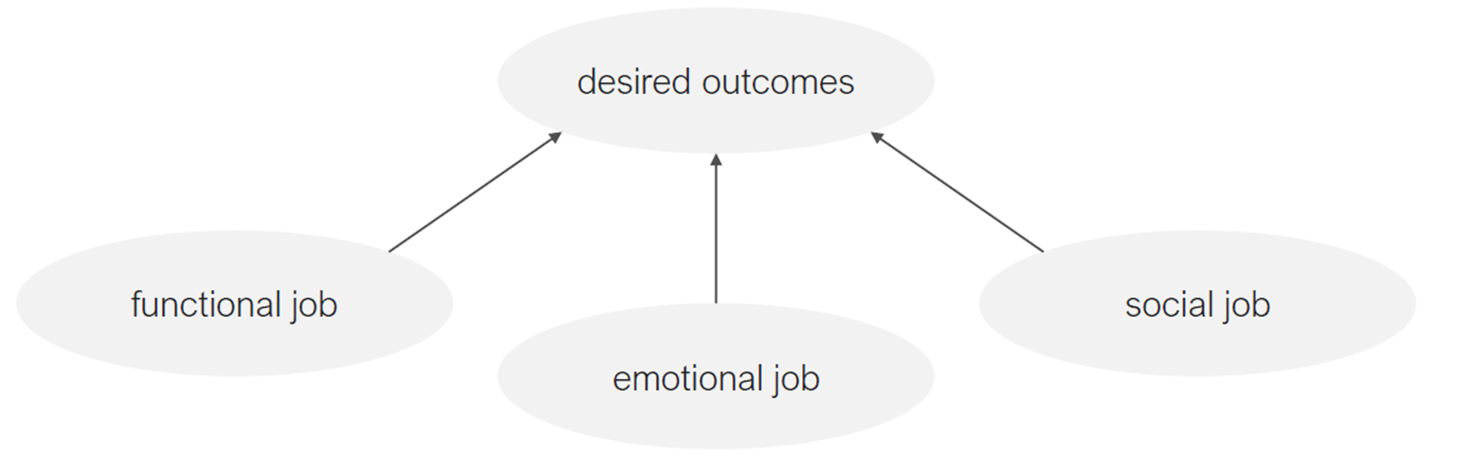 desired outcomes
functional job
emotional job
social job